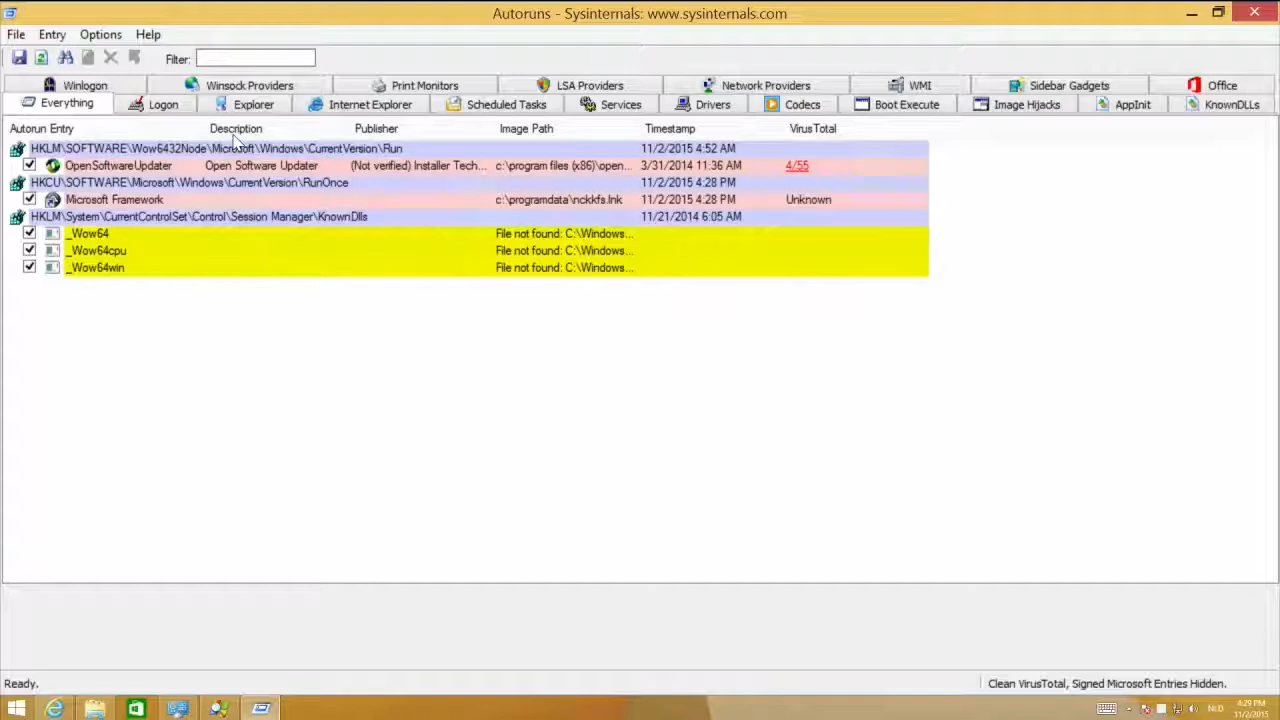 Autoruns - Sysinternals: www.sysinternals.com
File Entry Options Help
Filter:
Winlogon Winsock Providers Print Monitors LSA Providers Network Providers WMI Sidebar Gadgets Office
Everything Logon Explorer Internet Explorer Scheduled Tasks Services Drivers Codecs Boot Execute Image Hijacks AppInit KnownDLLs
Autorun Entry Description Publisher Image Path Timestamp VirusTotal
HKLM\SOFTWARE\Wow6432Node\Microsoft\Windows\CurrentVersion\Run 11/2/2015 4:52 AM
OpenSoftwareUpdater Open Software Updater (Not verified) Installer Tech... c:\program files (x86)\open... 3/31/2014 11:36 AM 4/55
HKCU\SOFTWARE\Microsoft\Windows\CurrentVersion\RunOnce 11/2/2015 4:28 PM
Microsoft Framework c:\programdata\nckkfs.lnk 11/2/2015 4:28 PM Unknown
HKLM\System\CurrentControlSet\Control\Session Manager\KnownDlls 11/21/2014 6:05 AM
_Wow64 File not found: C:\Windows...
_Wow64cpu File not found: C:\Windows...
_Wow64win File not found: C:\Windows...
Ready. Clean VirusTotal, Signed Microsoft Entries Hidden.
NLD 4:29 PM
11/2/2015